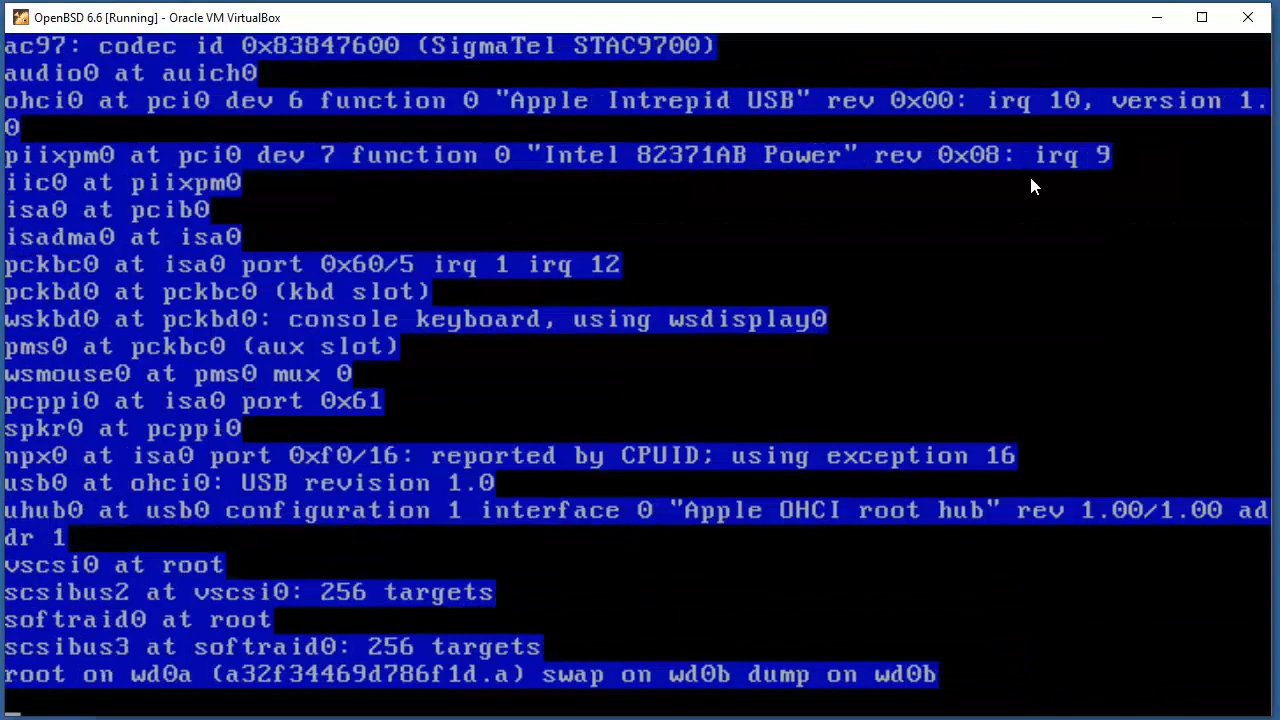 OpenBSD 6.6 [Running] - Oracle VM VirtualBox
ac97: codec id 0x83847600 (SigmaTel STAC9700)
audio0 at auich0
ohci0 at pci0 dev 6 function 0 "Apple Intrepid USB" rev 0x00: irq 10, version 1.
0
piixpm0 at pci0 dev 7 function 0 "Intel 82371AB Power" rev 0x08: irq 9
iic0 at piixpm0
isa0 at pcib0
isadma0 at isa0
pckbc0 at isa0 port 0x60/5 irq 1 irq 12
pckbd0 at pckbc0 (kbd slot)
wskbd0 at pckbd0: console keyboard, using wsdisplay0
pms0 at pckbc0 (aux slot)
wsmouse0 at pms0 mux 0
pcppi0 at isa0 port 0x61
spkr0 at pcppi0
npx0 at isa0 port 0xf0/16: reported by CPUID; using exception 16
usb0 at ohci0: USB revision 1.0
uhub0 at usb0 configuration 1 interface 0 "Apple OHCI root hub" rev 1.00/1.00 ad
dr 1
vscsi0 at root
scsibus2 at vscsi0: 256 targets
softraid0 at root
scsibus3 at softraid0: 256 targets
root on wd0a (a32f34469d786f1d.a) swap on wd0b dump on wd0b